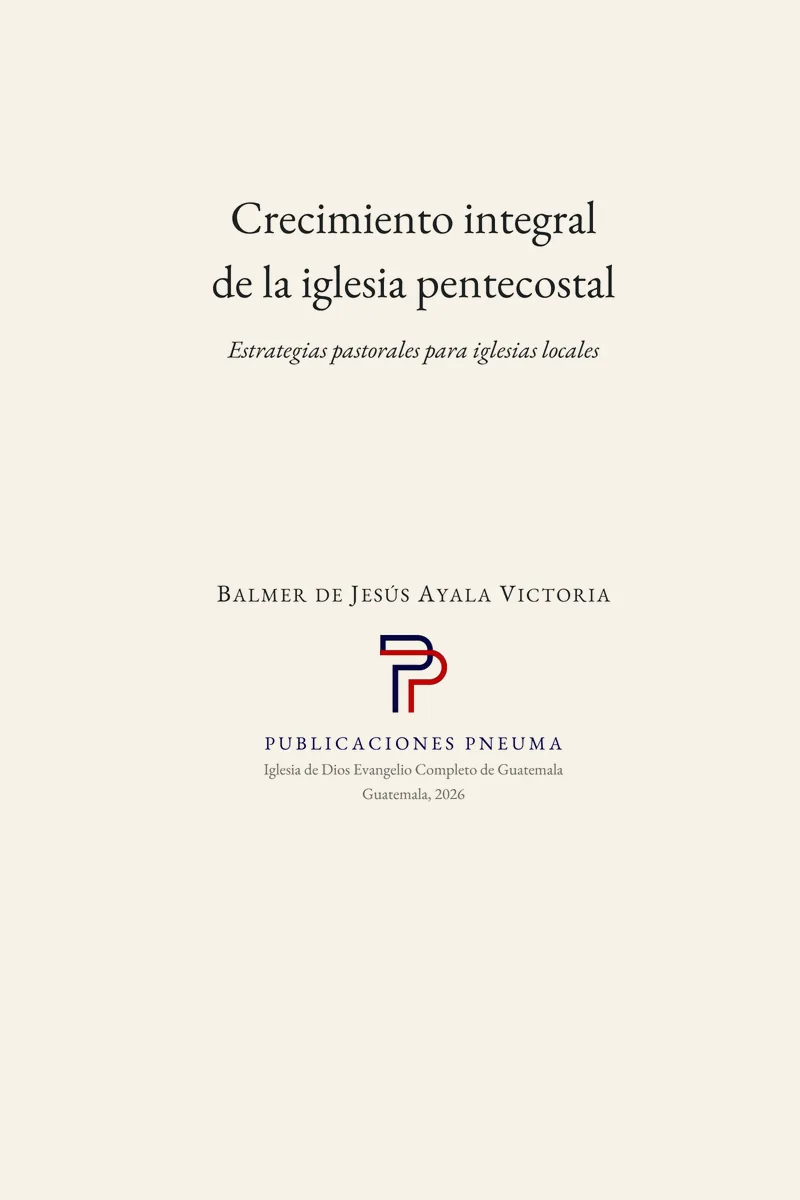 Crecimiento integral
de la iglesia pentecostal
Estrategias pastorales para iglesias locales
Balmer de Jesús Ayala Victoria
PUBLICACIONES PNEUMA
Iglesia de Dios Evangelio Completo de Guatemala
Guatemala, 2026